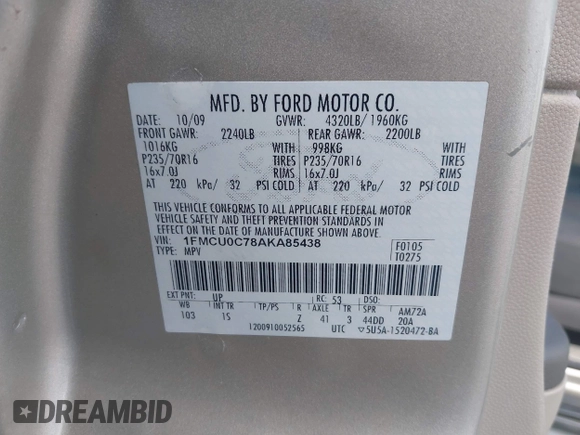 MFD. BY FORD MOTOR CO.
DATE: 10/09 GVWR: 4320LB/ 1960KG
FRONT GAWR: 2240LB REAR GAWR: 2200LB
1016KG WITH 998KG WITH
P235/70R16 TIRES P235/70R16 TIRES
16x7.0J RIMS 16x7.0J RIMS
AT 220 kPa/ 32 PSI COLD AT 220 kPa/ 32 PSI COLD
THIS VEHICLE CONFORMS TO ALL APPLICABLE FEDERAL MOTOR
VEHICLE SAFETY AND THEFT PREVENTION STANDARDS IN
EFFECT ON THE DATE OF MANUFACTURE SHOWN ABOVE.
VIN: 1FMCU0C78AKA85438 F0105
TYPE: MPV T0275
EXT PNT: UP RC: 53 DSO:
WB INT TR TP/PS R AXLE TR SPR AM72A
103 1S Z 41 3 44DD 20A
1200910052565 UTC ▽5U5A-1520472-BA
DREAMBID